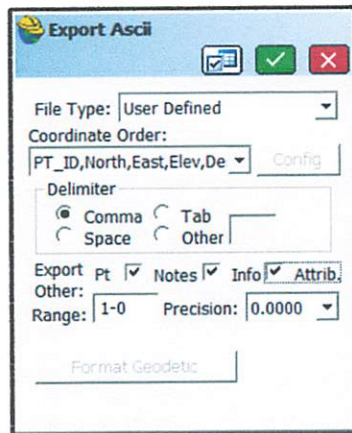 Export Ascii
File Type: User Defined
Coordinate Order:
PT_ID,North,East,Elev,De Config
Delimiter
Comma Tab
Space Other
Export Pt Notes Info Attrib.
Other:
Range: 1-0 Precision: 0.0000
Format Geodetic